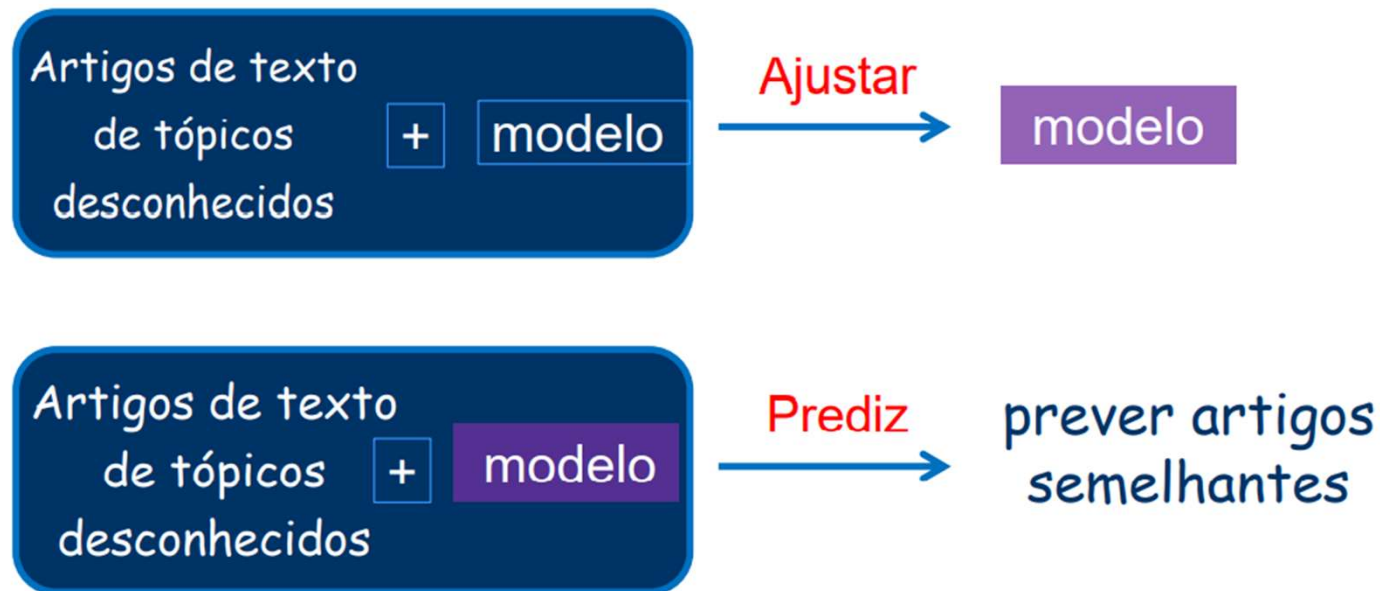 Artigos de texto
de tópicos
desconhecidos
+
modelo
Ajustar
modelo
Artigos de texto
de tópicos
desconhecidos
+
modelo
Prediz
prever artigos
semelhantes